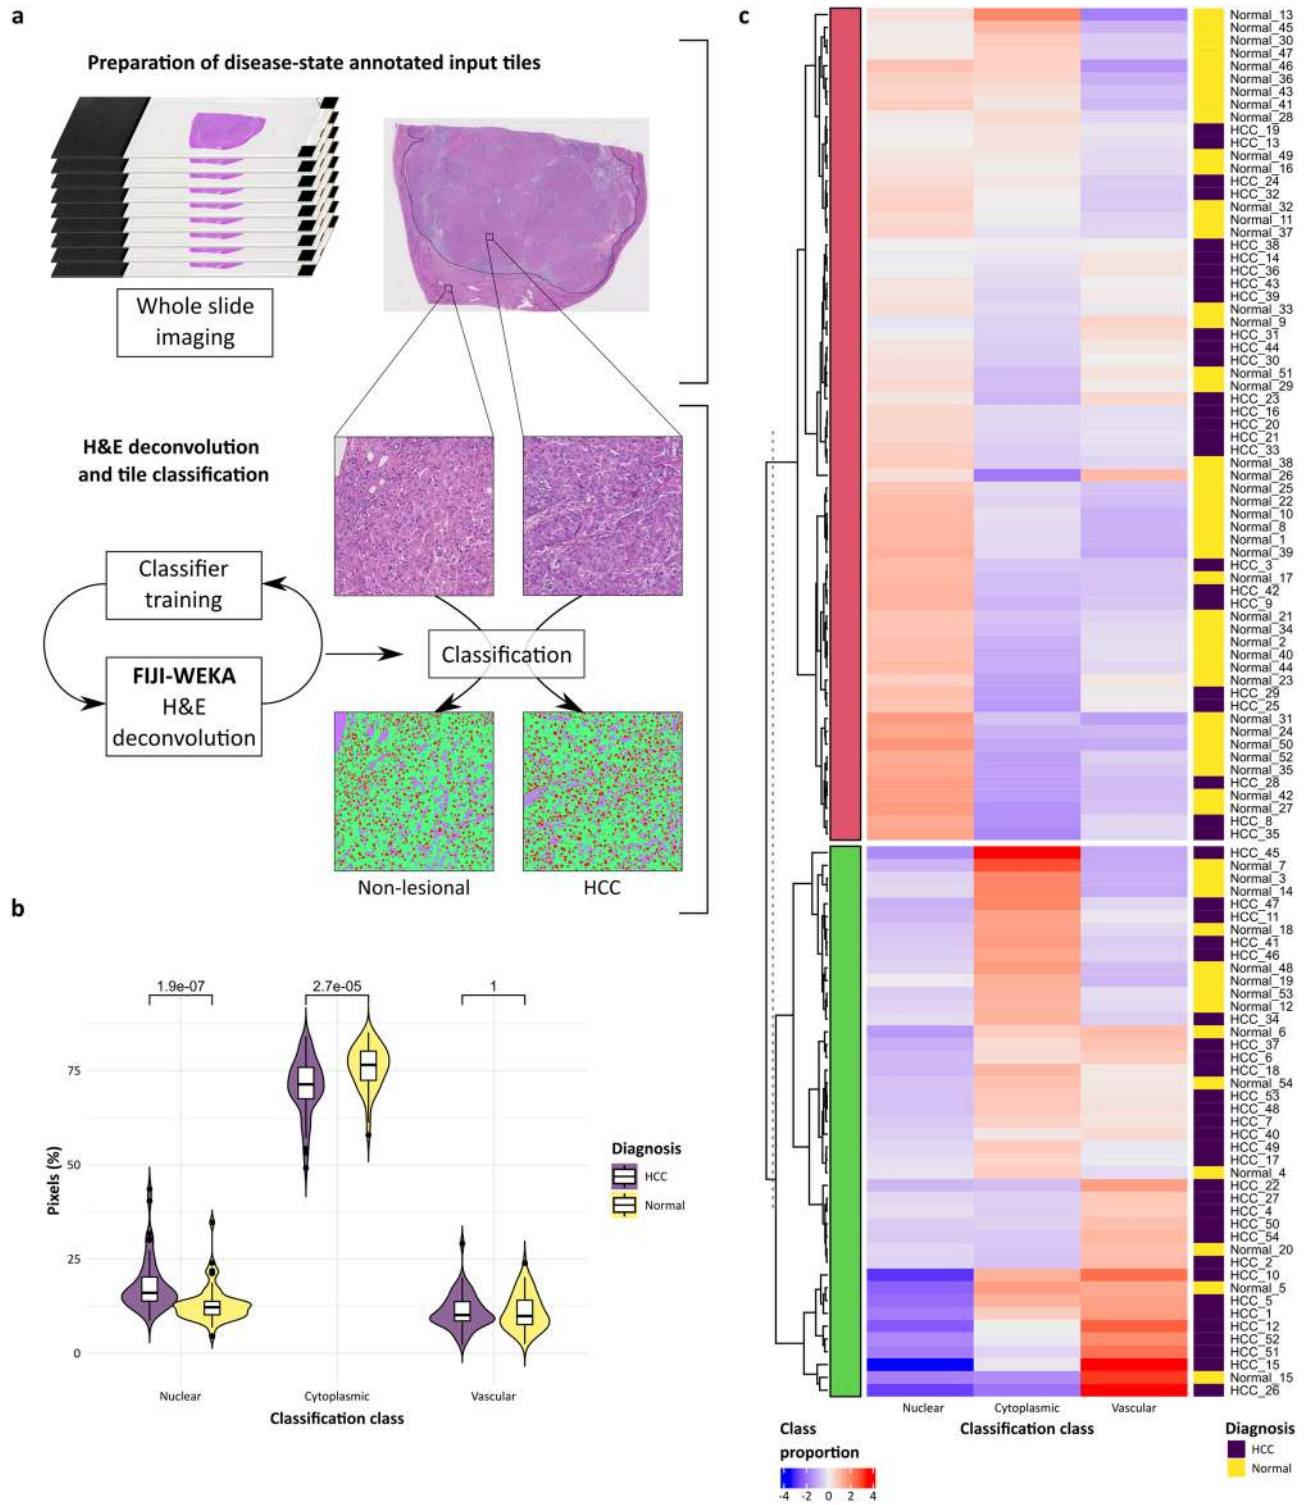 a
Preparation of disease-state annotated input tiles
Whole slide
imaging
H&E deconvolution
and tile classification
Classifier
training
FIJI-WEKA
H&E
deconvolution
Classification
Non-lesional
HCC
b
1.9e-07
2.7e-05
1
75
50
25
0
Pixels (%)
Nuclear
Cytoplasmic
Vascular
Classification class
Diagnosis
HCC
Normal
c
Normal_13
Normal_45
Normal_30
Normal_47
Normal_46
Normal_36
Normal_43
Normal_41
Normal_28
HCC_19
HCC_13
Normal_49
Normal_16
HCC_24
HCC_32
Normal_32
Normal_11
Normal_37
HCC_38
HCC_14
HCC_36
HCC_43
HCC_39
Normal_33
Normal_9
HCC_31
HCC_44
HCC_30
Normal_51
Normal_29
HCC_23
HCC_16
HCC_20
HCC_21
HCC_33
Normal_38
Normal_26
Normal_25
Normal_22
Normal_10
Normal_8
Normal_1
Normal_39
HCC_3
Normal_17
HCC_42
HCC_9
Normal_21
Normal_34
Normal_2
Normal_40
Normal_44
Normal_23
HCC_29
HCC_25
Normal_31
Normal_24
Normal_50
Normal_52
Normal_35
HCC_28
Normal_42
Normal_27
HCC_8
HCC_35
HCC_45
Normal_7
Normal_3
Normal_14
HCC_47
HCC_11
Normal_18
HCC_41
HCC_46
Normal_48
Normal_19
Normal_53
Normal_12
HCC_34
Normal_6
HCC_37
HCC_6
HCC_18
Normal_54
HCC_53
HCC_48
HCC_7
HCC_40
HCC_49
HCC_17
Normal_4
HCC_22
HCC_27
HCC_4
HCC_50
HCC_54
Normal_20
HCC_2
HCC_10
Normal_5
HCC_5
HCC_1
HCC_12
HCC_52
HCC_51
HCC_15
Normal_15
HCC_26
Nuclear
Cytoplasmic
Vascular
Classification class
Class
proportion
-4 -2 0 2 4
Diagnosis
HCC
Normal